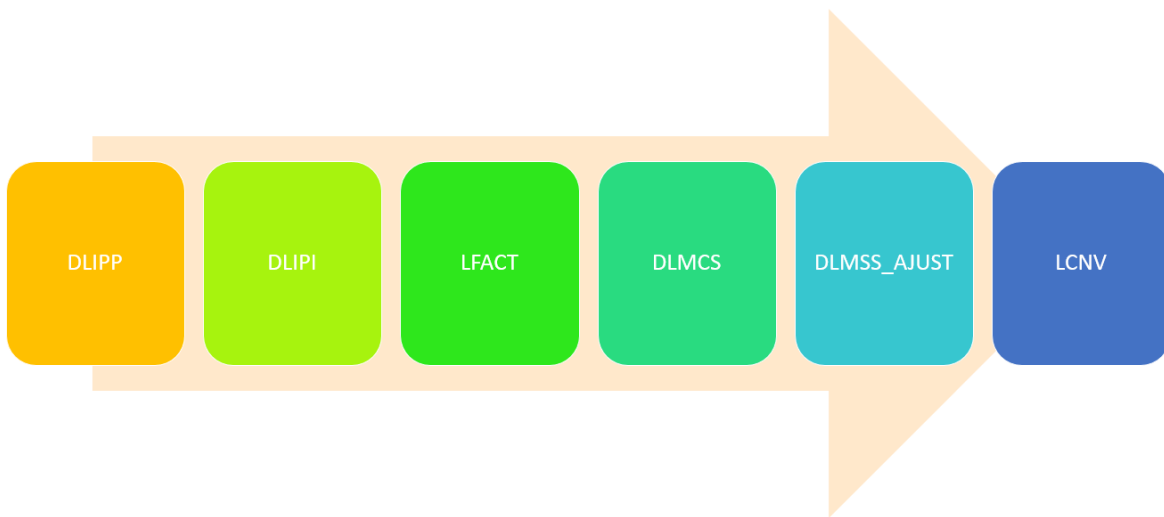 DLIPP
DLIPI
LFACT
DLMCS
DLMSS_AJUST
LCNV